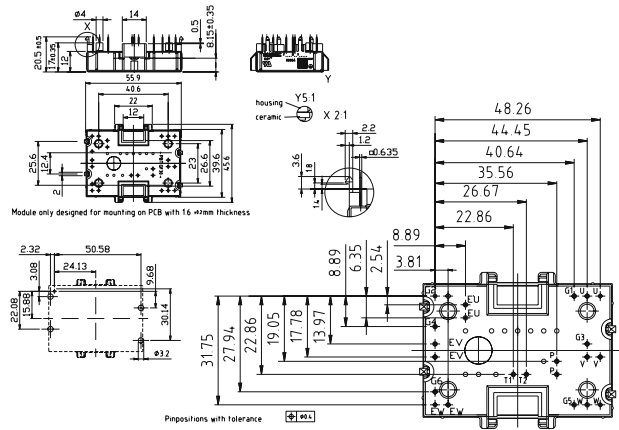 ø4
14
X
0.5
8.15±0.35
20.5±0.5
17±0.35
12
55.9
40.6
22
12
Y
Y5:1
housing
ceramic
X 2:1
2.2
1.2
□0.635
3.6
18
14
25.6
12.4
2
23
26.6
39.6
45.6
Module only designed for mounting on PCB with 1.6 mm thickness
2.32
50.58
3.08
24.13
9.68
22.08
15.88
30.14
ø3.2
48.26
44.45
40.64
35.56
26.67
22.86
8.89
3.81
8.89
6.35
2.54
31.75
27.94
22.86
19.05
17.78
13.97
G2
EU
EU
G1
U
U
EV
EV
G3
P
P
V
V
T1
T2
G6
EW
EW
G5
W
W
Pinpositions with tolerance
ø0.4